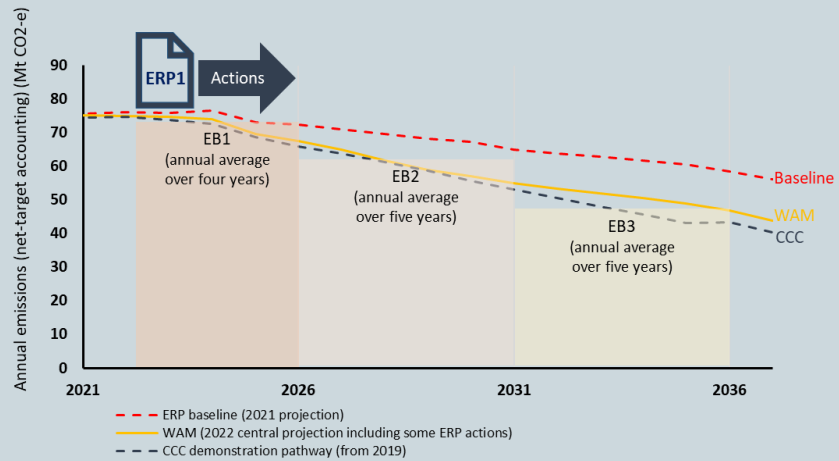 ERP1
Actions
Annual emissions (net-target accounting) (Mt CO2-e)
90
80
70
60
50
40
30
20
10
0
EB1
(annual average
over four years)
EB2
(annual average
over five years)
EB3
(annual average
over five years)
Baseline
WAM
CCC
2021
2026
2031
2036
ERP baseline (2021 projection)
WAM (2022 central projection including some ERP actions)
CCC demonstration pathway (from 2019)